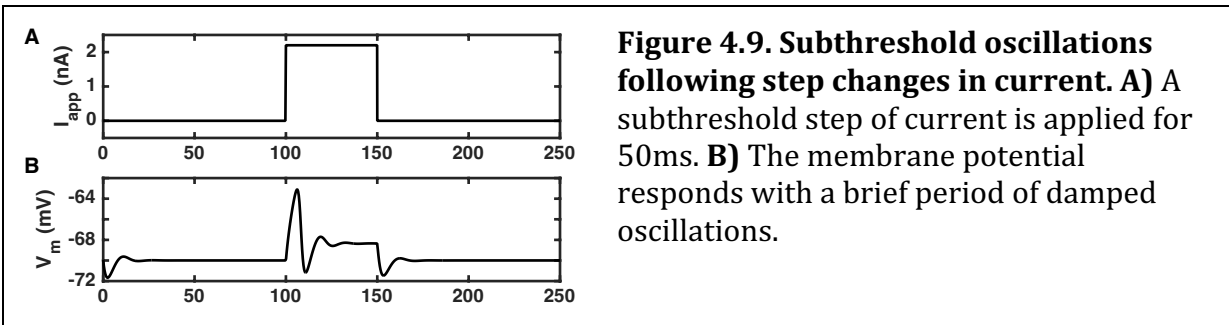 A
I_app (nA)
2
1
0
0 50 100 150 200 250
B
V_m (mV)
-64
-68
-72
0 50 100 150 200 250
Figure 4.9. Subthreshold oscillations
following step changes in current. A) A
subthreshold step of current is applied for
50ms. B) The membrane potential
responds with a brief period of damped
oscillations.